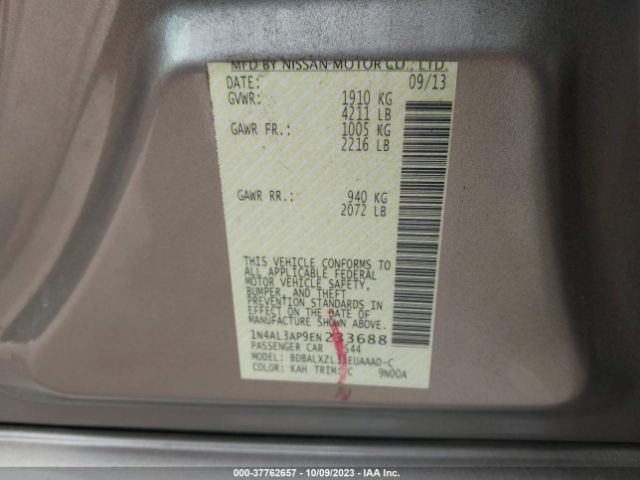 MFD BY NISSAN MOTOR CO., LTD.
DATE: 09/13
GVWR: 1910 KG
4211 LB
GAWR FR.: 1005 KG
2216 LB
GAWR RR.: 940 KG
2072 LB
THIS VEHICLE CONFORMS TO
ALL APPLICABLE FEDERAL
MOTOR VEHICLE SAFETY,
BUMPER, AND THEFT
PREVENTION STANDARDS IN
EFFECT ON THE DATE OF
MANUFACTURE SHOWN ABOVE.
1N4AL3AP9EN233688
PASSENGER CAR 544
MODEL:
COLOR: KAH TRIM: C 9N00A
000-37762657 - 10/09/2023 - IAA Inc.